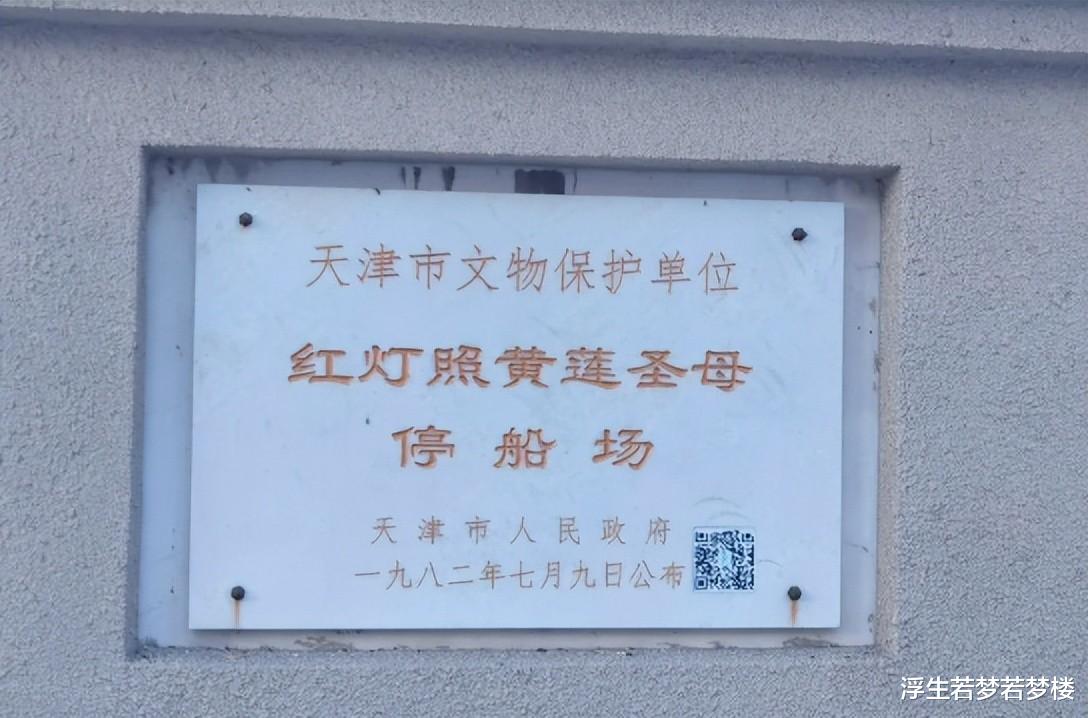 天津市文物保护单位
红灯照黄莲圣母
停船场
天津市人民政府
一九八二年七月九日公布
浮生若梦若梦楼